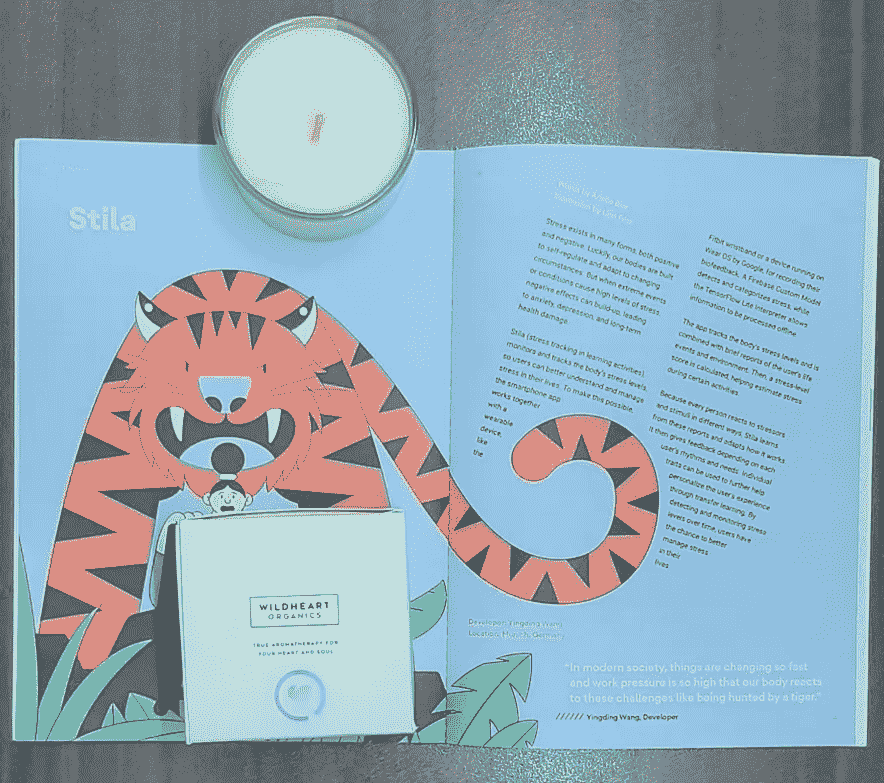 Stila
Words by Amélie
Illustration by
Stress exists in many forms, both positive
and negative. Luckily, our bodies are built
to self-regulate and adapt to changing
circumstances. But when extreme events
or conditions cause high levels of stress,
negative effects can build-up, leading
to anxiety, depression, and long term
health damage.
Stila (stress tracking in learning activities)
monitors and tracks the body's stress levels,
so users can better understand and manage
stress in their lives. To make this possible,
the smartphone app
works together
with a
wearable
device,
like
the
Fitbit wristband or a device running on
Wear OS by Google, for recording their
biofeedback. A Firebase Custom Model
detects and categorizes stress, while
the TensorFlow Lite Interpreter allows
information to be processed offline.
The app tracks the body's stress levels and is
combined with brief reports of the user's life
events and environment. Then, a stress-level
score is calculated, helping estimate stress
during certain activities.
Because every person reacts to stressors
and stimuli in different ways, Stila learns
from these reports and adapts how it works.
It then gives feedback depending on each
user's rhythms and needs. Individual
traits can be used to further help
personalize the user's experience
through transfer learning. By
detecting and monitoring stress
levels over time, users have
the chance to better
manage stress
in their
lives.
Developer: Yingding Wang
Location: Munich, Germany
"In modern society, things are changing so fast
and work pressure is so high that our body reacts
to these challenges like being hunted by a tiger."
////// Yingding Wang, Developer
WILDHEART
ORGANICS
TRUE AROMATHERAPY FOR
YOUR HEART AND SOUL